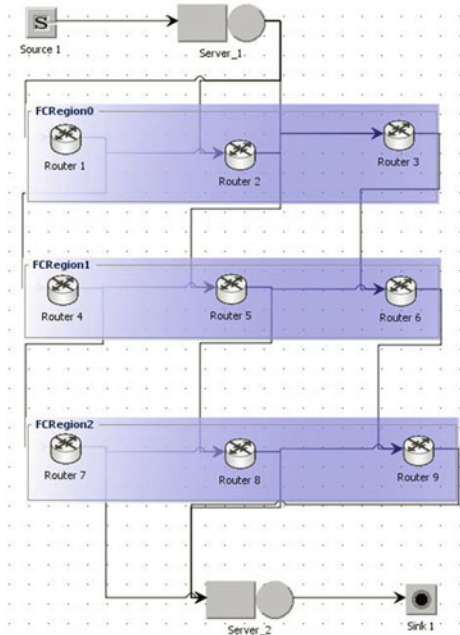 S
Source 1
Server_1
FCRegion0
Router 1
Router 2
Router 3
FCRegion1
Router 4
Router 5
Router 6
FCRegion2
Router 7
Router 8
Router 9
Server_2
Sink 1